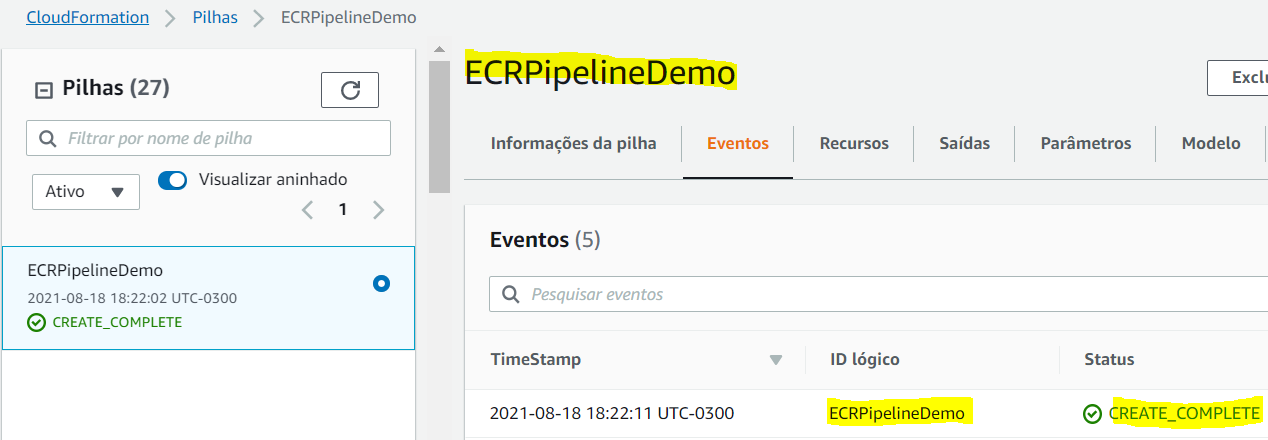 CloudFormation > Pilhas > ECRPipelineDemo
Pilhas (27)
Filtrar por nome de pilha
Ativo
Visualizar aninhado
1
ECRPipelineDemo
2021-08-18 18:22:02 UTC-0300
CREATE_COMPLETE
ECRPipelineDemo
Exclu
Informações da pilha Eventos Recursos Saídas Parâmetros Modelo
Eventos (5)
Pesquisar eventos
TimeStamp ID lógico Status
2021-08-18 18:22:11 UTC-0300 ECRPipelineDemo CREATE_COMPLETE